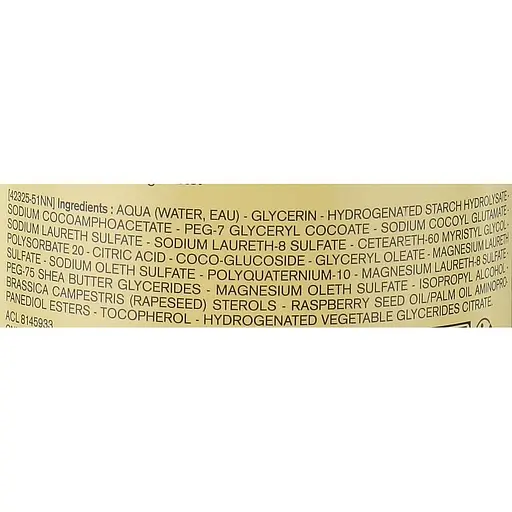 [42325-51NN] Ingredients : AQUA (WATER, EAU) - GLYCERIN - HYDROGENATED STARCH HYDROLYSATE -
SODIUM COCOAMPHOACETATE - PEG-7 GLYCERYL COCOATE - SODIUM COCOYL GLUTAMATE -
SODIUM LAURETH SULFATE - SODIUM LAURETH-8 SULFATE - CETEARETH-60 MYRISTYL GLYCOL -
POLYSORBATE 20 - CITRIC ACID - COCO-GLUCOSIDE - GLYCERYL OLEATE - MAGNESIUM LAURETH
SULFATE - SODIUM OLETH SULFATE - POLYQUATERNIUM-10 - MAGNESIUM LAURETH-8 SULFATE -
PEG-75 SHEA BUTTER GLYCERIDES - MAGNESIUM OLETH SULFATE - ISOPROPYL ALCOHOL -
BRASSICA CAMPESTRIS (RAPESEED) STEROLS - RASPBERRY SEED OIL/PALM OIL AMINOPRO-
PANEDIOL ESTERS - TOCOPHEROL - HYDROGENATED VEGETABLE GLYCERIDES CITRATE.
ACL 8145933